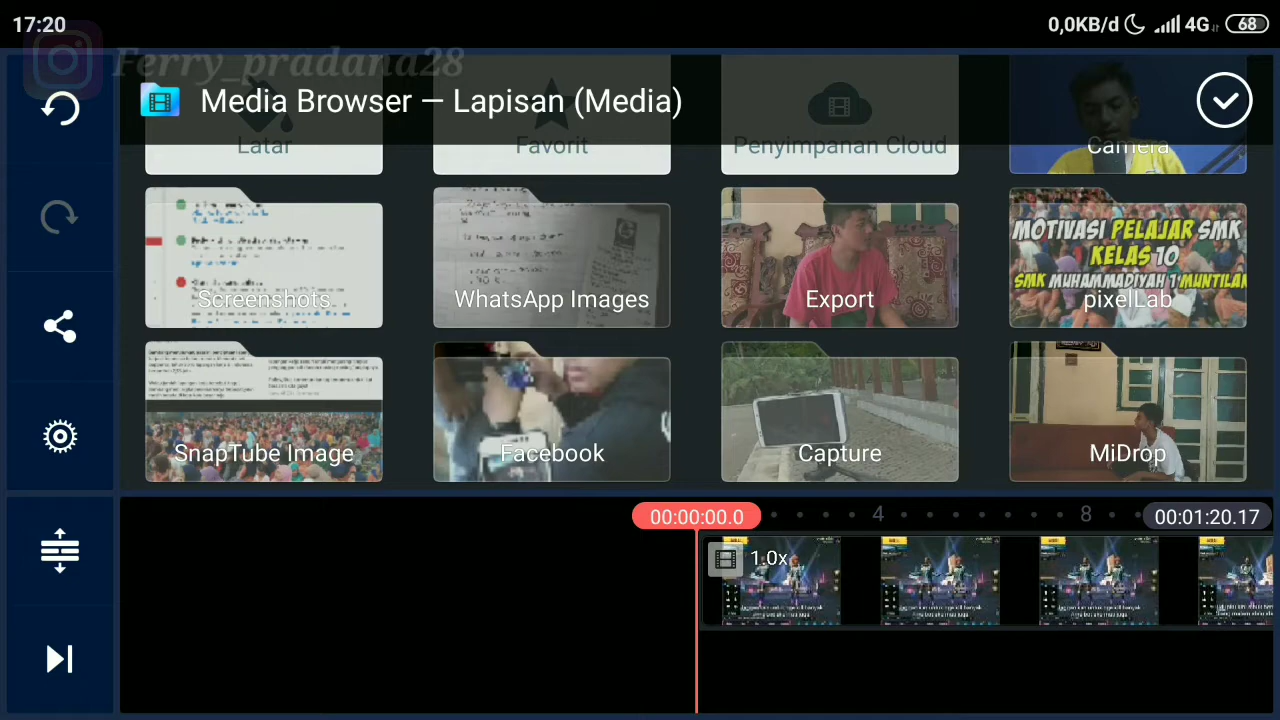 17:20
0,0KB/d
4G
68
Ferry_pradana28
Media Browser — Lapisan (Media)
Latar
Favorit
Penyimpanan Cloud
Camera
Screenshots
WhatsApp Images
Export
MOTIVASI PELAJAR SMK
KELAS 10
SMK MUHAMMADIYAH 1 MUNTILAN
pixelLab
SnapTube Image
Facebook
Capture
MiDrop
00:00:00.0
4
8
00:01:20.17
1.0x